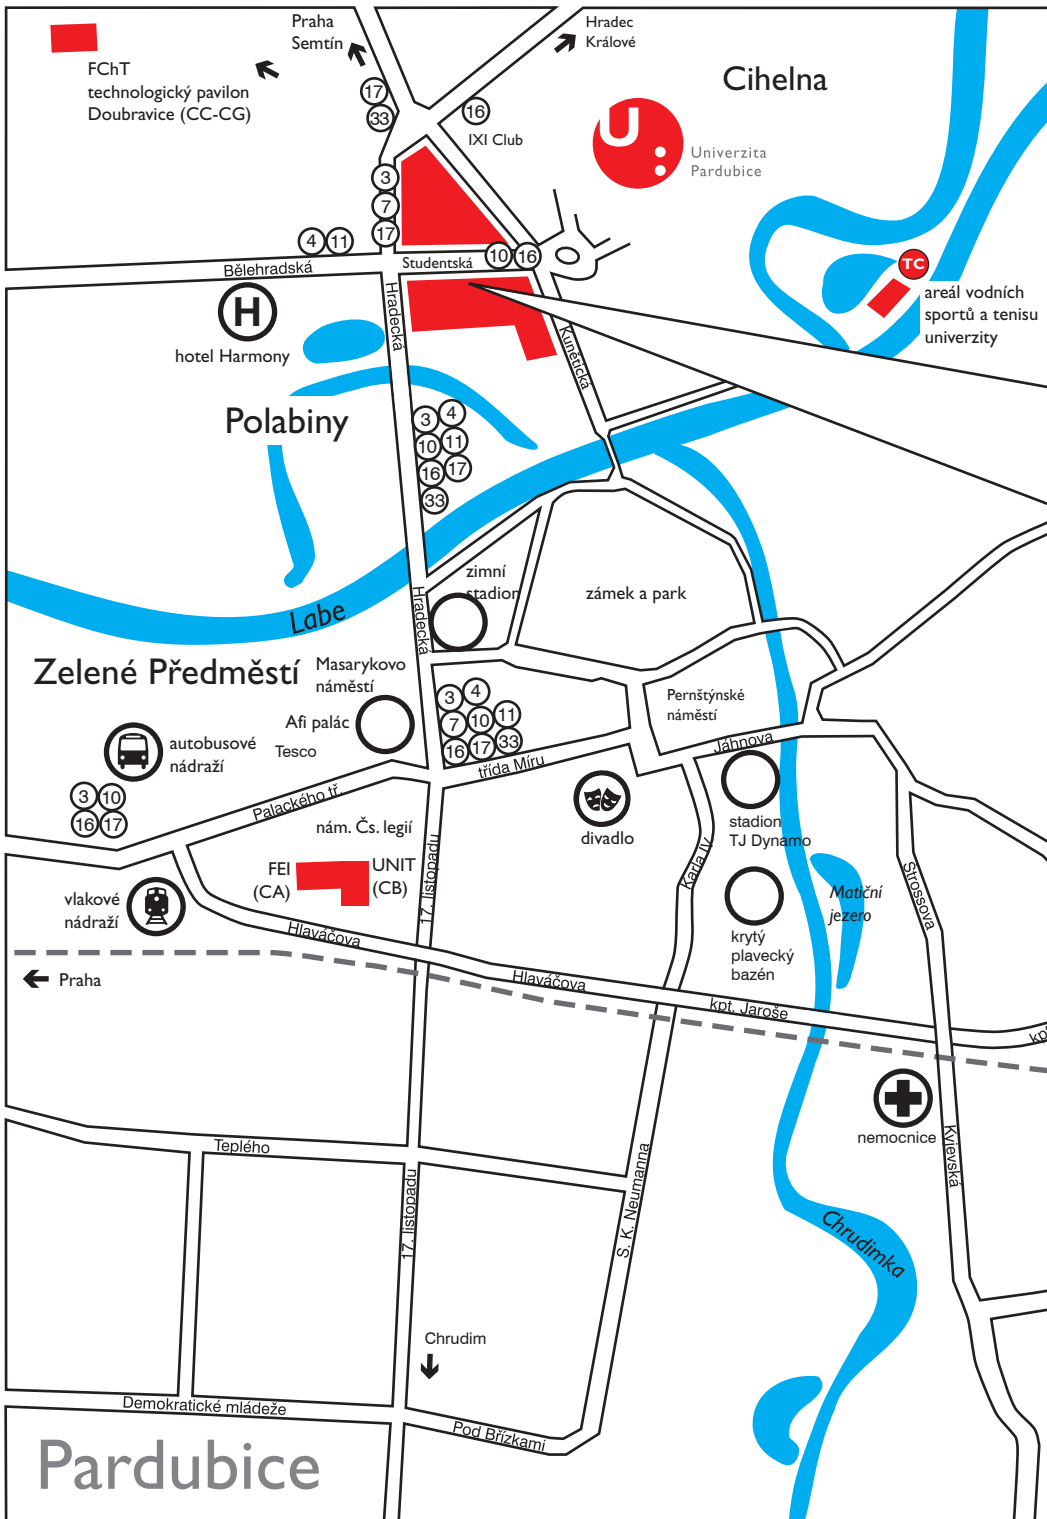 Praha
Semtín
Hradec
Králové
FChT
technologický pavilon
Doubravice (CC-CG)
17
33
16
IXI Club
Cihelna
U
Univerzita
Pardubice
3
7
17
4
11
Bělehradská
Studentská
10
16
TC
areál vodních
sportů a tenisu
univerzity
H
hotel Harmony
Hradecká
Kunětická
Polabiny
3
4
10
11
16
17
33
zimní
stadion
zámek a park
Labe
Hradecká
Zelené Předměstí
Masarykovo
náměstí
Afi palác
Tesco
3
4
7
10
11
16
17
33
Pernštýnské
náměstí
Jáhnova
třída Míru
autobusové
nádraží
3
10
16
17
Palackého tř.
nám. Čs. legií
divadlo
stadion
TJ Dynamo
FEI
(CA)
UNIT
(CB)
17. listopadu
Karla IV.
Strossova
Matiční
jezero
vlakové
nádraží
krytý
plavecký
bazén
Hlaváčova
Hlaváčova
Praha
kpt. Jaroše
kpt
nemocnice
Teplého
17. listopadu
S. K. Neumanna
Kyjevská
Chrudimka
Chrudim
Demokratické mládeže
Pod Břízkami
Pardubice